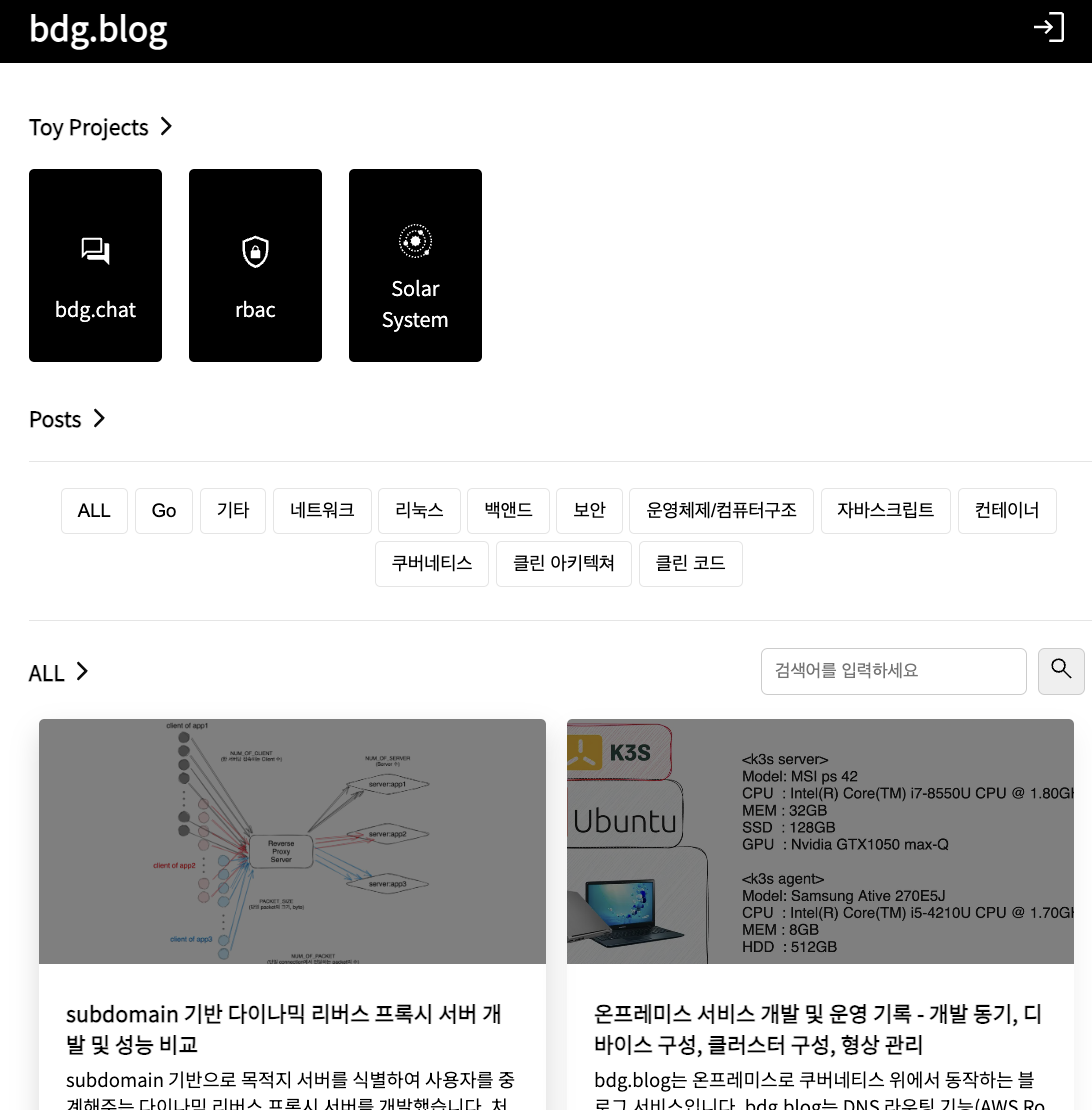 bdg.blog
Toy Projects
bdg.chat
rbac
Solar
System
Posts
ALL
Go
기타
네트워크
리눅스
백앤드
보안
운영체제/컴퓨터구조
자바스크립트
컨테이너
쿠버네티스
클린 아키텍쳐
클린 코드
ALL
검색어를 입력하세요
client of app1
NUM_OF_CLIENT
NUM_OF_SERVER
(Server 수)
server:app1
server:app2
server:app3
Reverse
Proxy
Server
client of app2
PACKET_SIZE
client of app3
NUM_OF_PACKET
K3S
Ubuntu
<k3s server>
Model: MSI ps 42
CPU : Intel(R) Core(TM) i7-8550U CPU @ 1.80GH
MEM : 32GB
SSD : 128GB
GPU : Nvidia GTX1050 max-Q
<k3s agent>
Model: Samsung Ative 270E5J
CPU : Intel(R) Core(TM) i5-4210U CPU @ 1.70GH
MEM : 8GB
HDD : 512GB
subdomain 기반 다이나믹 리버스 프록시 서버 개
발 및 성능 비교
subdomain 기반으로 목적지 서버를 식별하여 사용자를 중
계해주는 다이나믹 리버스 프록시 서버를 개발했습니다. 처
온프레미스 서비스 개발 및 운영 기록 - 개발 동기, 디
바이스 구성, 클러스터 구성, 형상 관리
bdg.blog는 온프레미스로 쿠버네티스 위에서 동작하는 블
로그 서비스입니다. bdg.blog는 DNS 라우팅 기능(AWS Ro